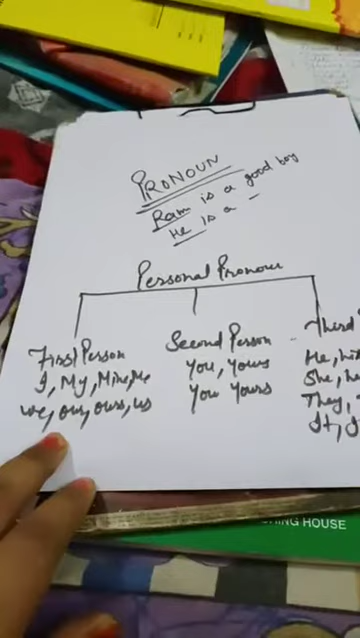 PRONOUN
Ram is a good boy
He is a –
Personal Pronoun
First Person
I, My, Mine, Me
we, our, ours, us
Second Person
You, Yours
You Yours
Third
He,
She,
They,
It,
HING HOUSE